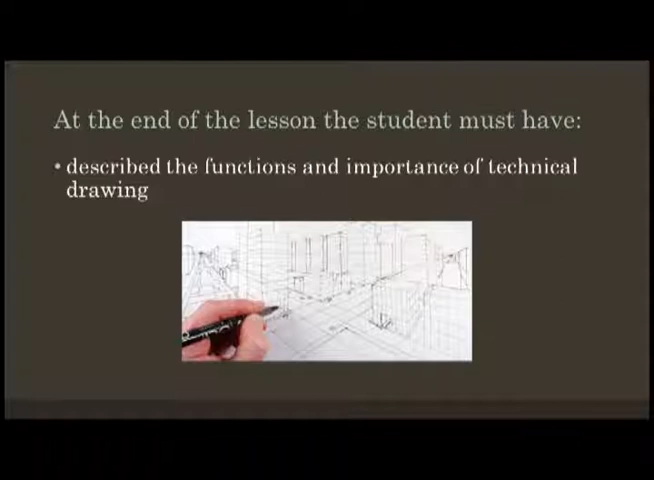 At the end of the lesson the student must have:
• described the functions and importance of technical
drawing